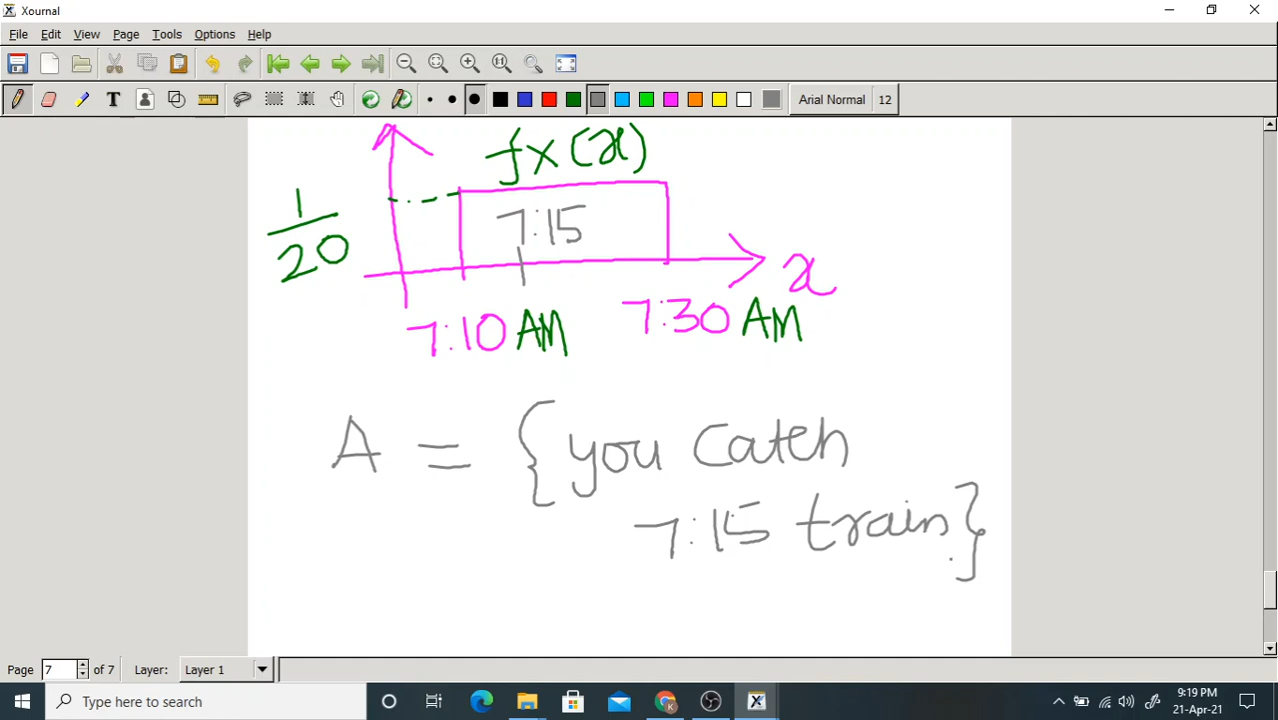 Xournal
File Edit View Page Tools Options Help
Arial Normal 12
fx(x)
1
20
7:15
x
7:10 AM 7:30 AM
A = {you catch
7:15 train}
Page 7 of 7 Layer: Layer 1
Type here to search
9:19 PM
21-Apr-21